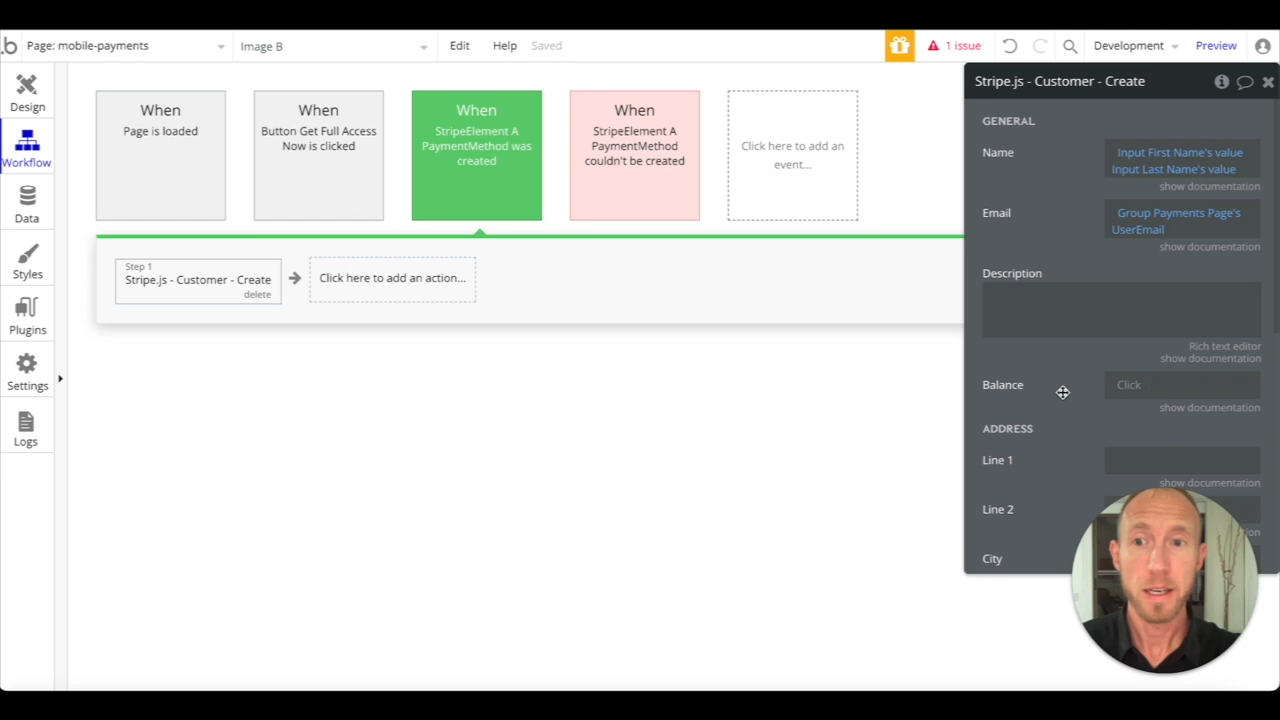 .b Page: mobile-payments Image B Edit Help Saved 1 issue Development Preview
Design
Workflow
Data
Styles
Plugins
Settings
Logs
When
Page is loaded
When
Button Get Full Access
Now is clicked
When
StripeElement A
PaymentMethod was
created
When
StripeElement A
PaymentMethod
couldn't be created
Click here to add an
event...
Step 1
Stripe.js - Customer - Create
delete
Click here to add an action...
Stripe.js - Customer - Create
GENERAL
Name
Input First Name's value
Input Last Name's value
show documentation
Email
Group Payments Page's
UserEmail
show documentation
Description
Rich text editor
show documentation
Balance Click
show documentation
ADDRESS
Line 1
show documentation
Line 2
City